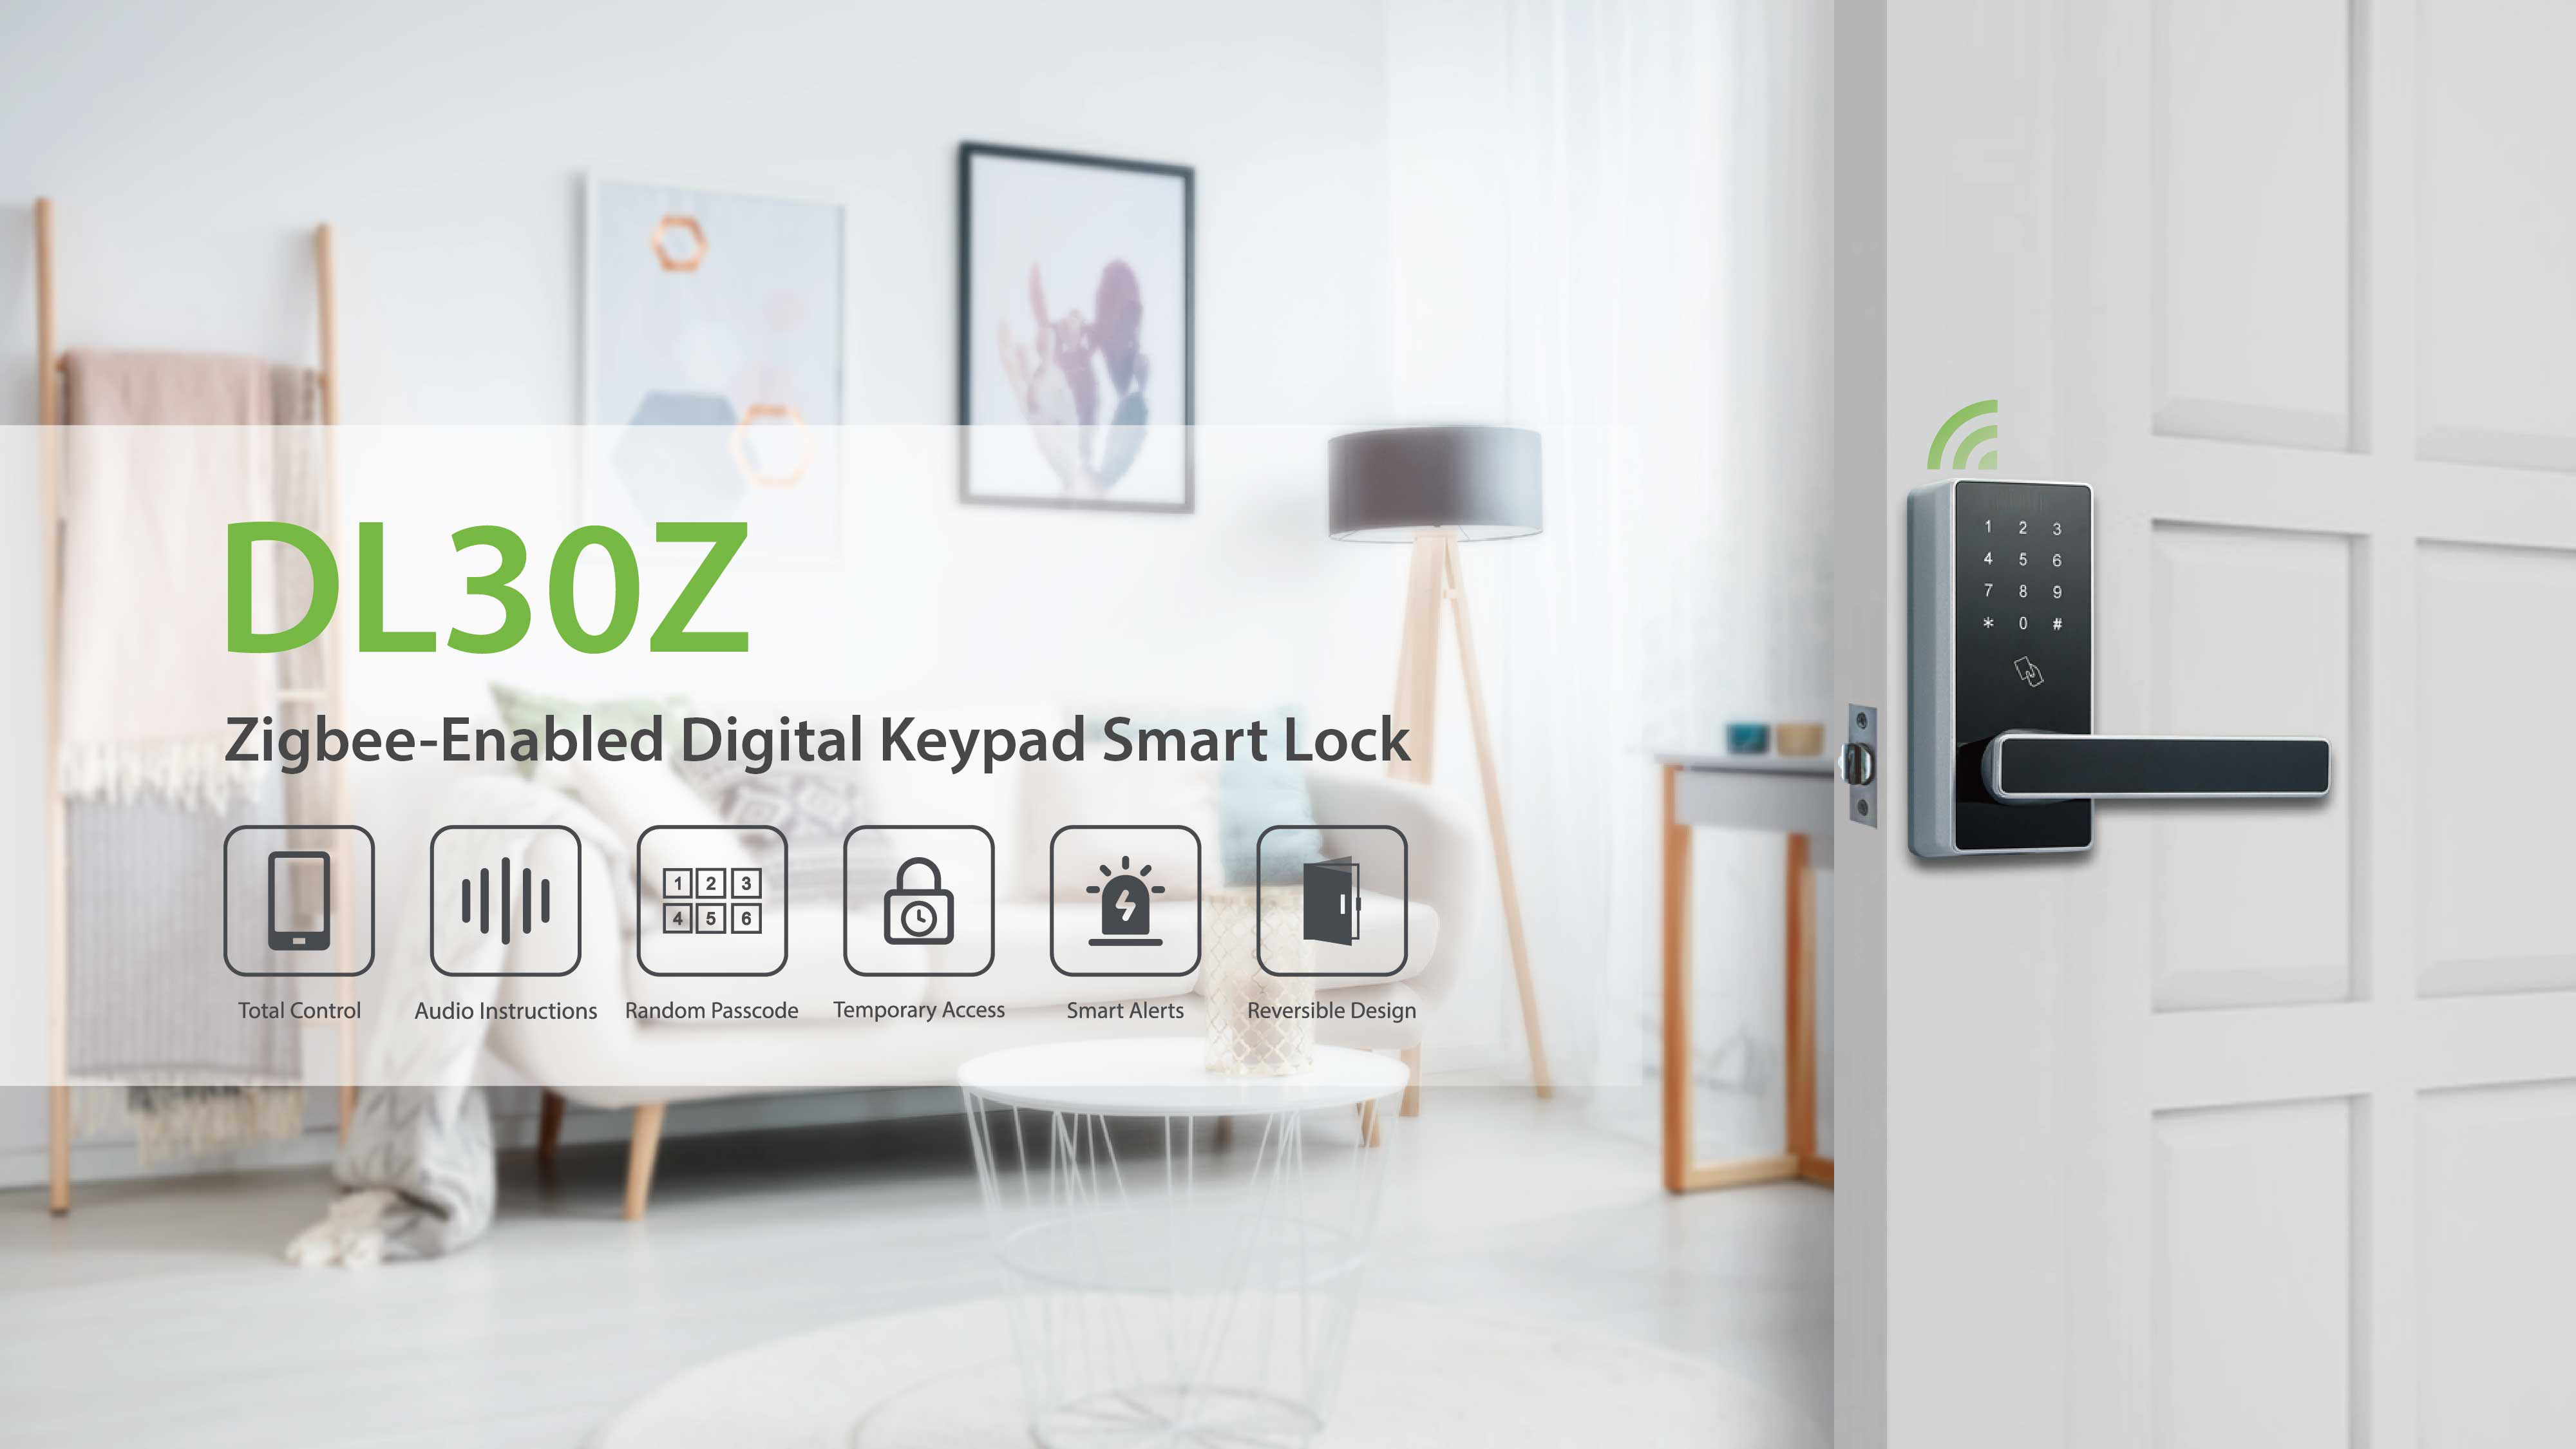 DL30Z
Zigbee-Enabled Digital Keypad Smart Lock
1 2 3
4 5 6
Total Control
Audio Instructions
Random Passcode
Temporary Access
Smart Alerts
Reversible Design
1 2 3
4 5 6
7 8 9
* 0 #